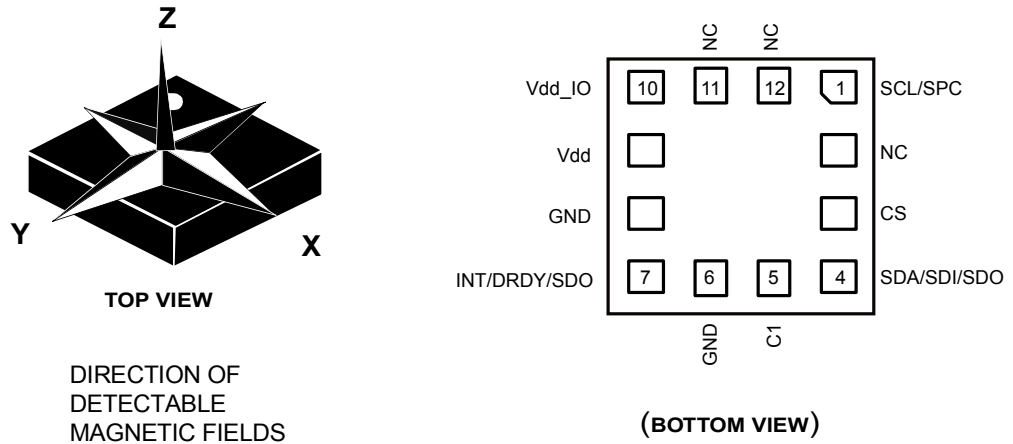 Z
Y
X
TOP VIEW
DIRECTION OF
DETECTABLE
MAGNETIC FIELDS
NC
NC
Vdd_IO
10
11
12
1
SCL/SPC
Vdd
NC
GND
CS
INT/DRDY/SDO
7
6
5
4
SDA/SDI/SDO
GND
C1
(BOTTOM VIEW)